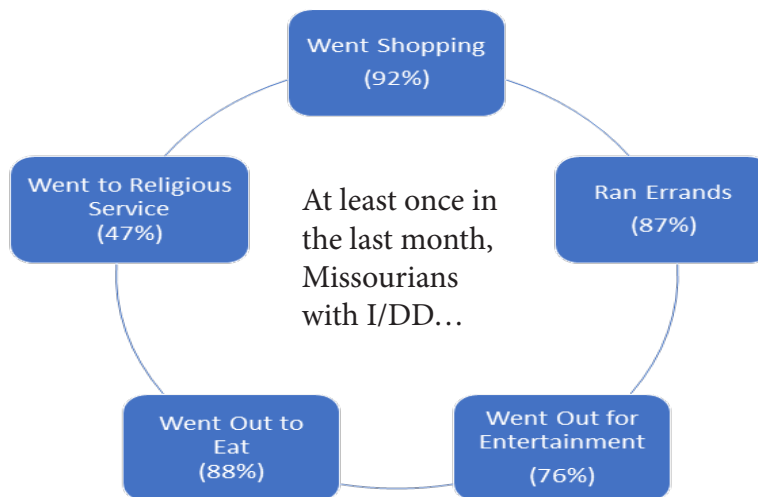 Went Shopping
(92%)
Went to Religious
Service
(47%)
At least once in
the last month,
Missourians
with I/DD…
Ran Errands
(87%)
Went Out to
Eat
(88%)
Went Out for
Entertainment
(76%)